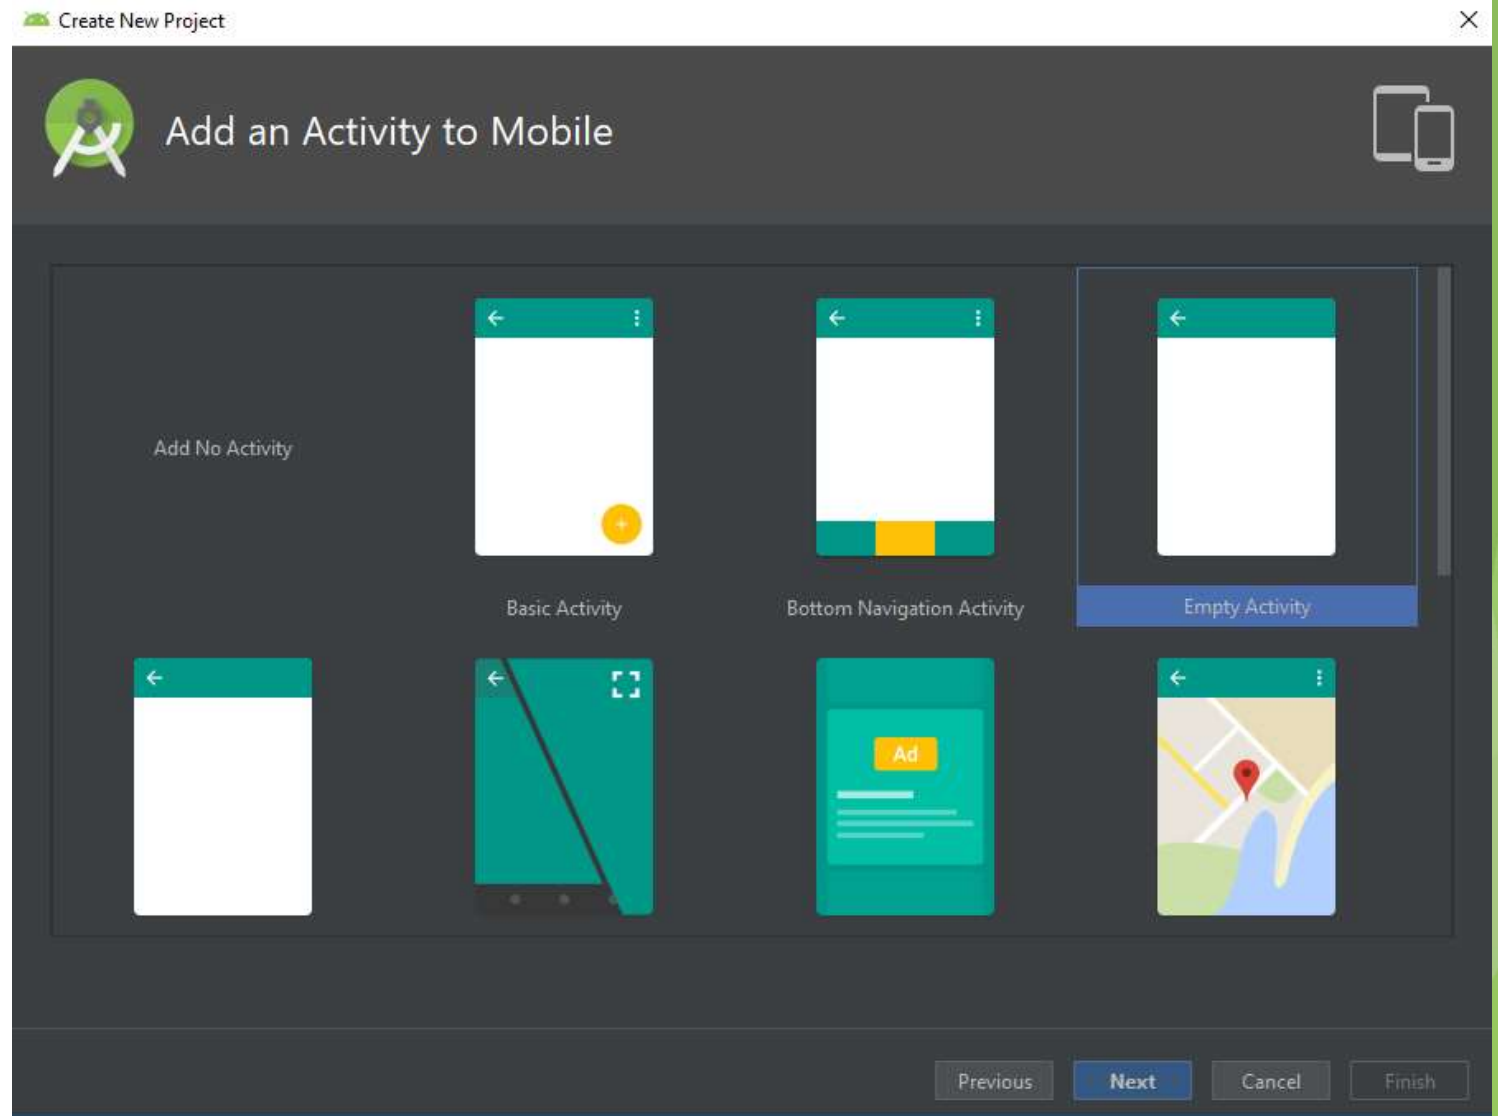 Create New Project
Add an Activity to Mobile
Add No Activity
Basic Activity
Bottom Navigation Activity
Empty Activity
Ad
Previous
Next
Cancel
Finish